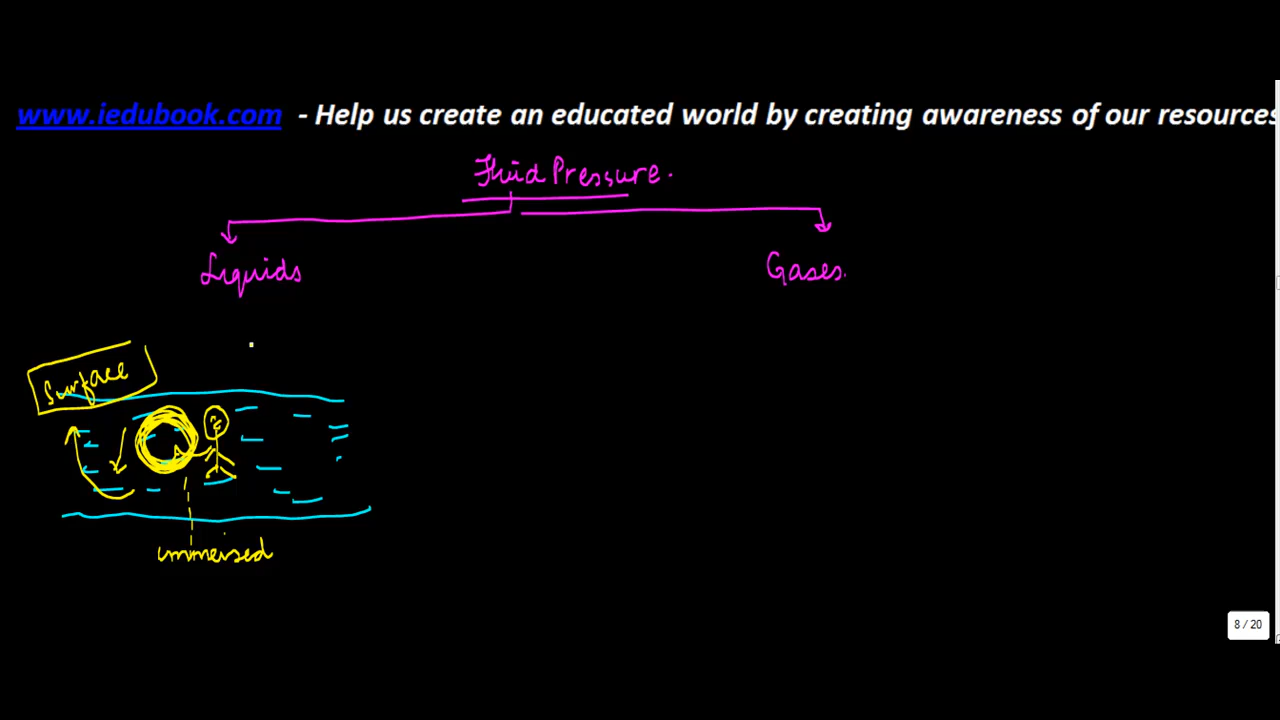 www.iedubook.com - Help us create an educated world by creating awareness of our resources
Fluid Pressure.
Liquids
Gases.
Surface
immersed
8 / 20